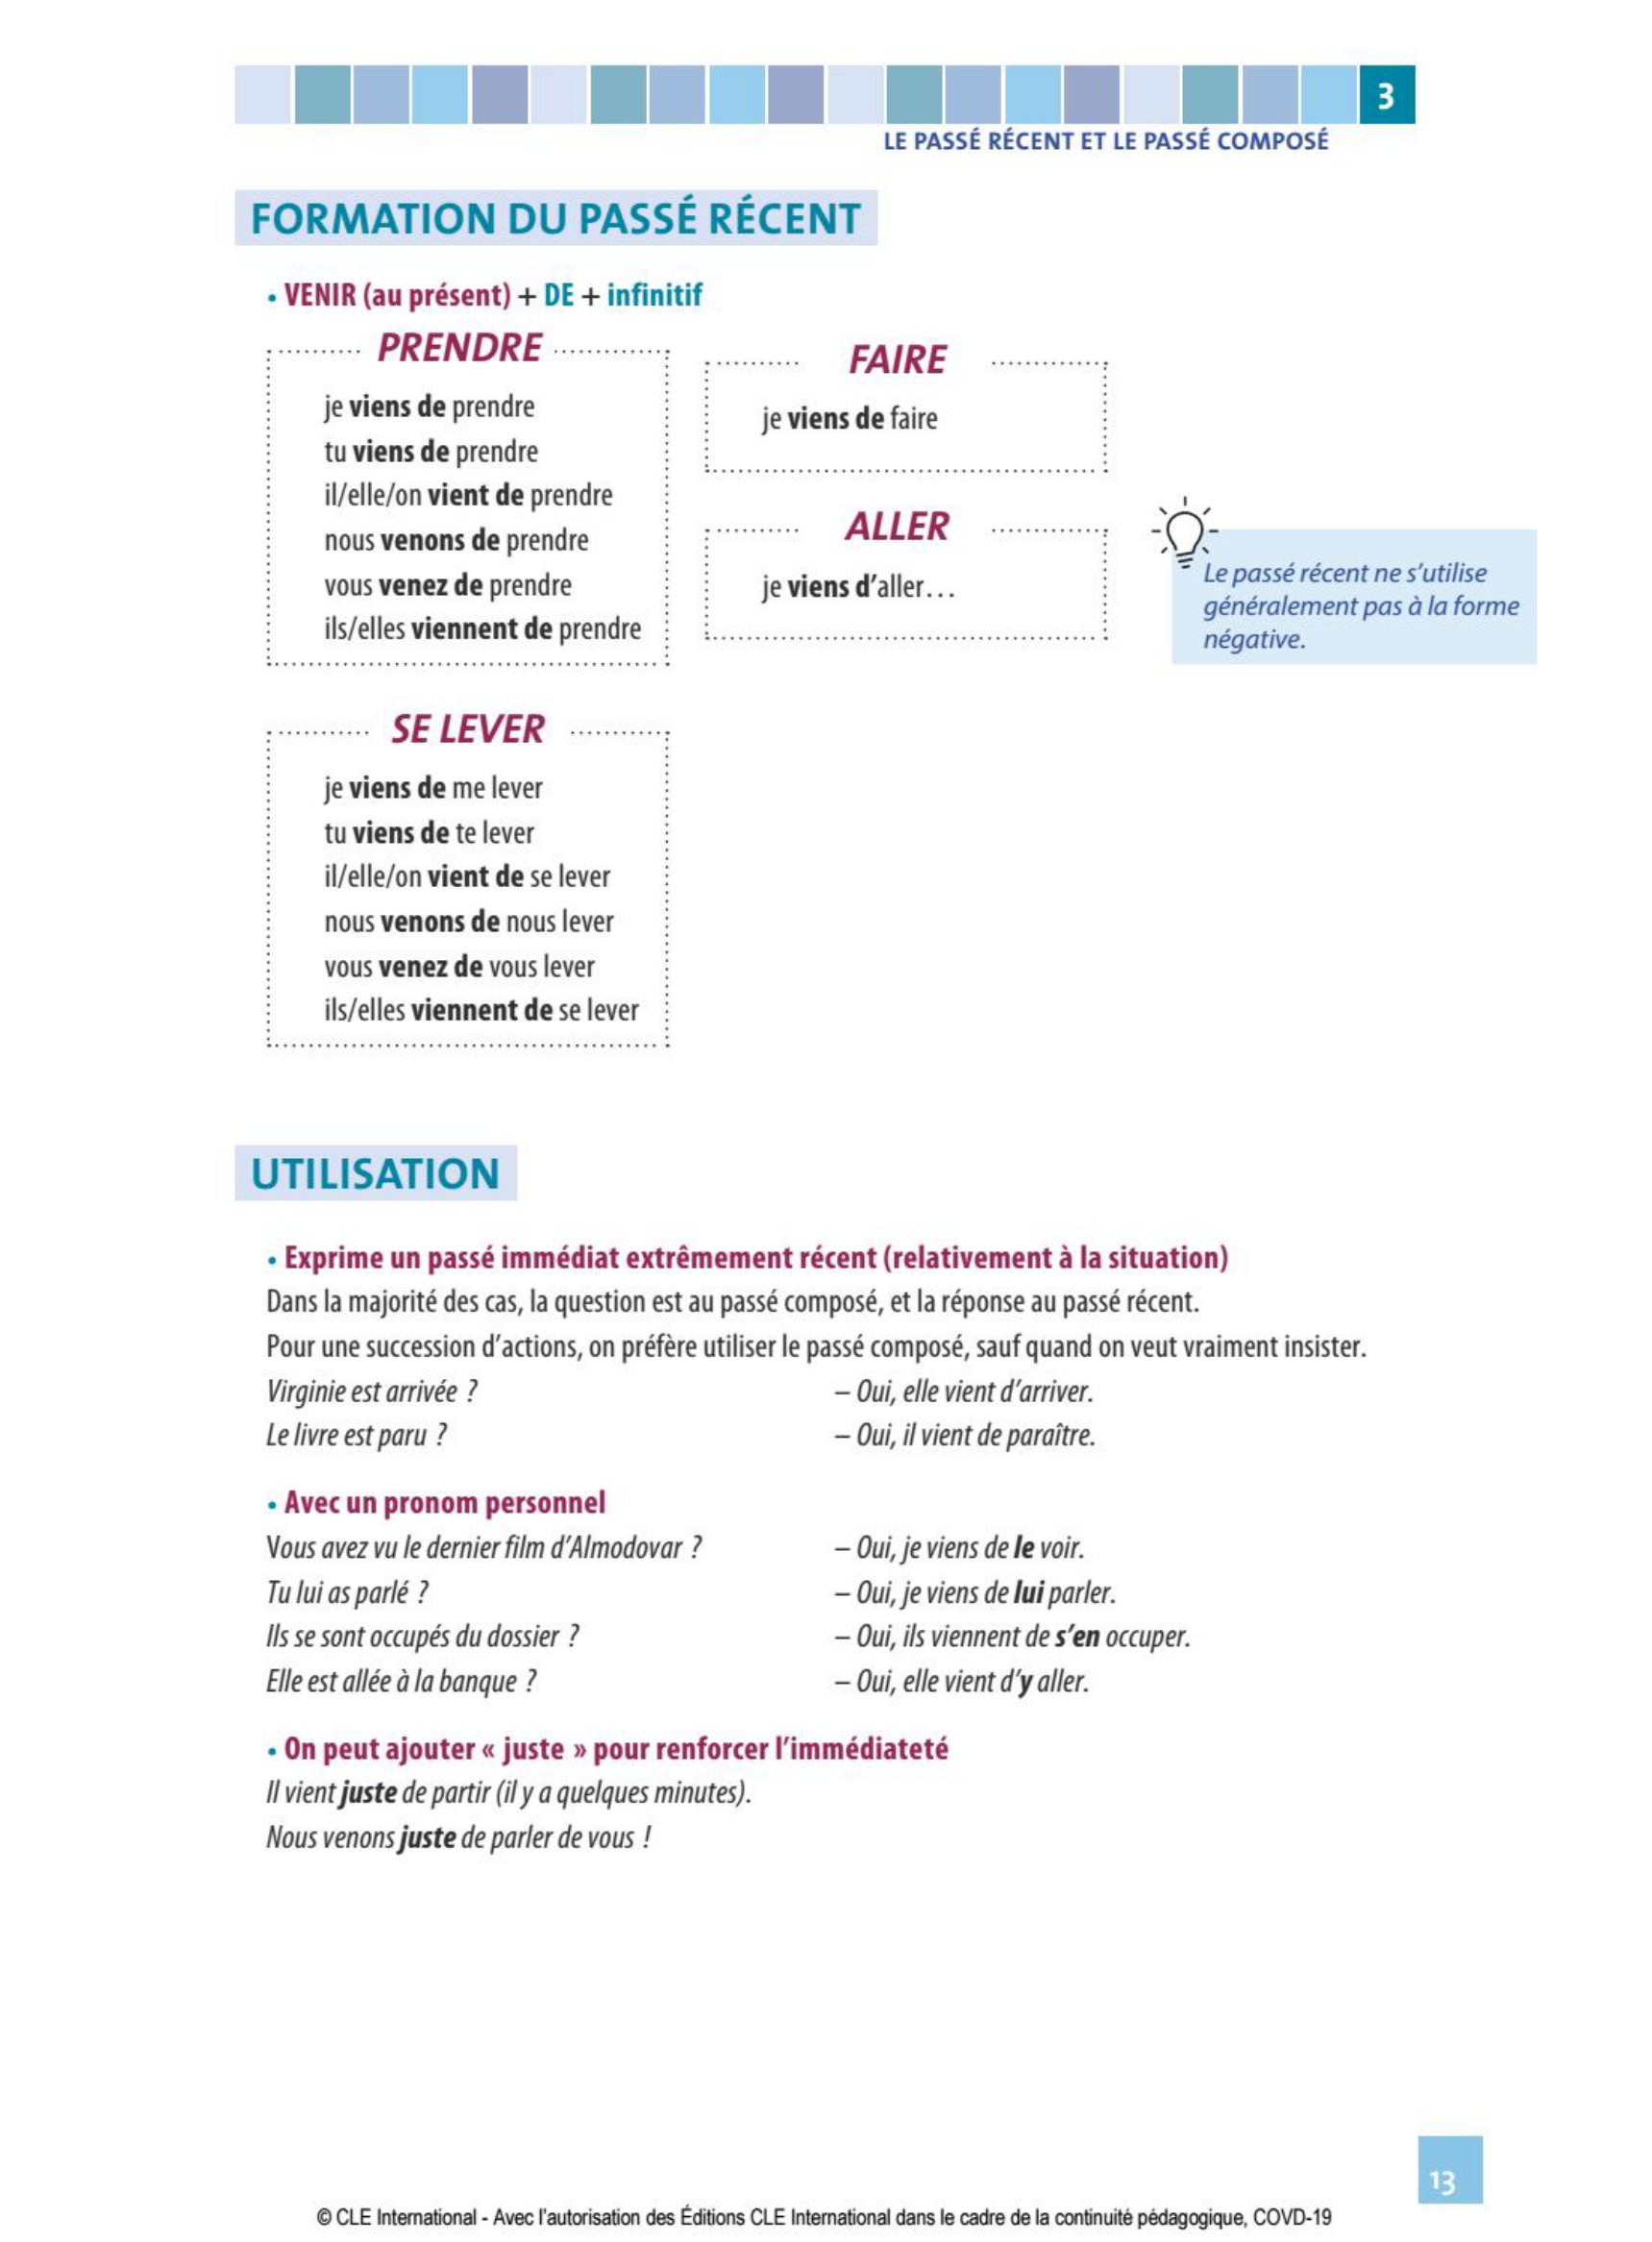 3
LE PASSÉ RÉCENT ET LE PASSÉ COMPOSÉ
FORMATION DU PASSÉ RÉCENT
• VENIR (au présent) + DE + infinitif
PRENDRE
je viens de prendre
tu viens de prendre
il/elle/on vient de prendre
nous venons de prendre
vous venez de prendre
ils/elles viennent de prendre
FAIRE
je viens de faire
ALLER
je viens d’aller…
Le passé récent ne s’utilise
généralement pas à la forme
négative.
SE LEVER
je viens de me lever
tu viens de te lever
il/elle/on vient de se lever
nous venons de nous lever
vous venez de vous lever
ils/elles viennent de se lever
UTILISATION
• Exprime un passé immédiat extrêmement récent (relativement à la situation)
Dans la majorité des cas, la question est au passé composé, et la réponse au passé récent.
Pour une succession d’actions, on préfère utiliser le passé composé, sauf quand on veut vraiment insister.
Virginie est arrivée ? – Oui, elle vient d’arriver.
Le livre est paru ? – Oui, il vient de paraître.
• Avec un pronom personnel
Vous avez vu le dernier film d’Almodovar ? – Oui, je viens de le voir.
Tu lui as parlé ? – Oui, je viens de lui parler.
Ils se sont occupés du dossier ? – Oui, ils viennent de s’en occuper.
Elle est allée à la banque ? – Oui, elle vient d’y aller.
• On peut ajouter « juste » pour renforcer l’immédiateté
Il vient juste de partir (il y a quelques minutes).
Nous venons juste de parler de vous !
13
© CLE International - Avec l’autorisation des Éditions CLE International dans le cadre de la continuité pédagogique, COVD-19